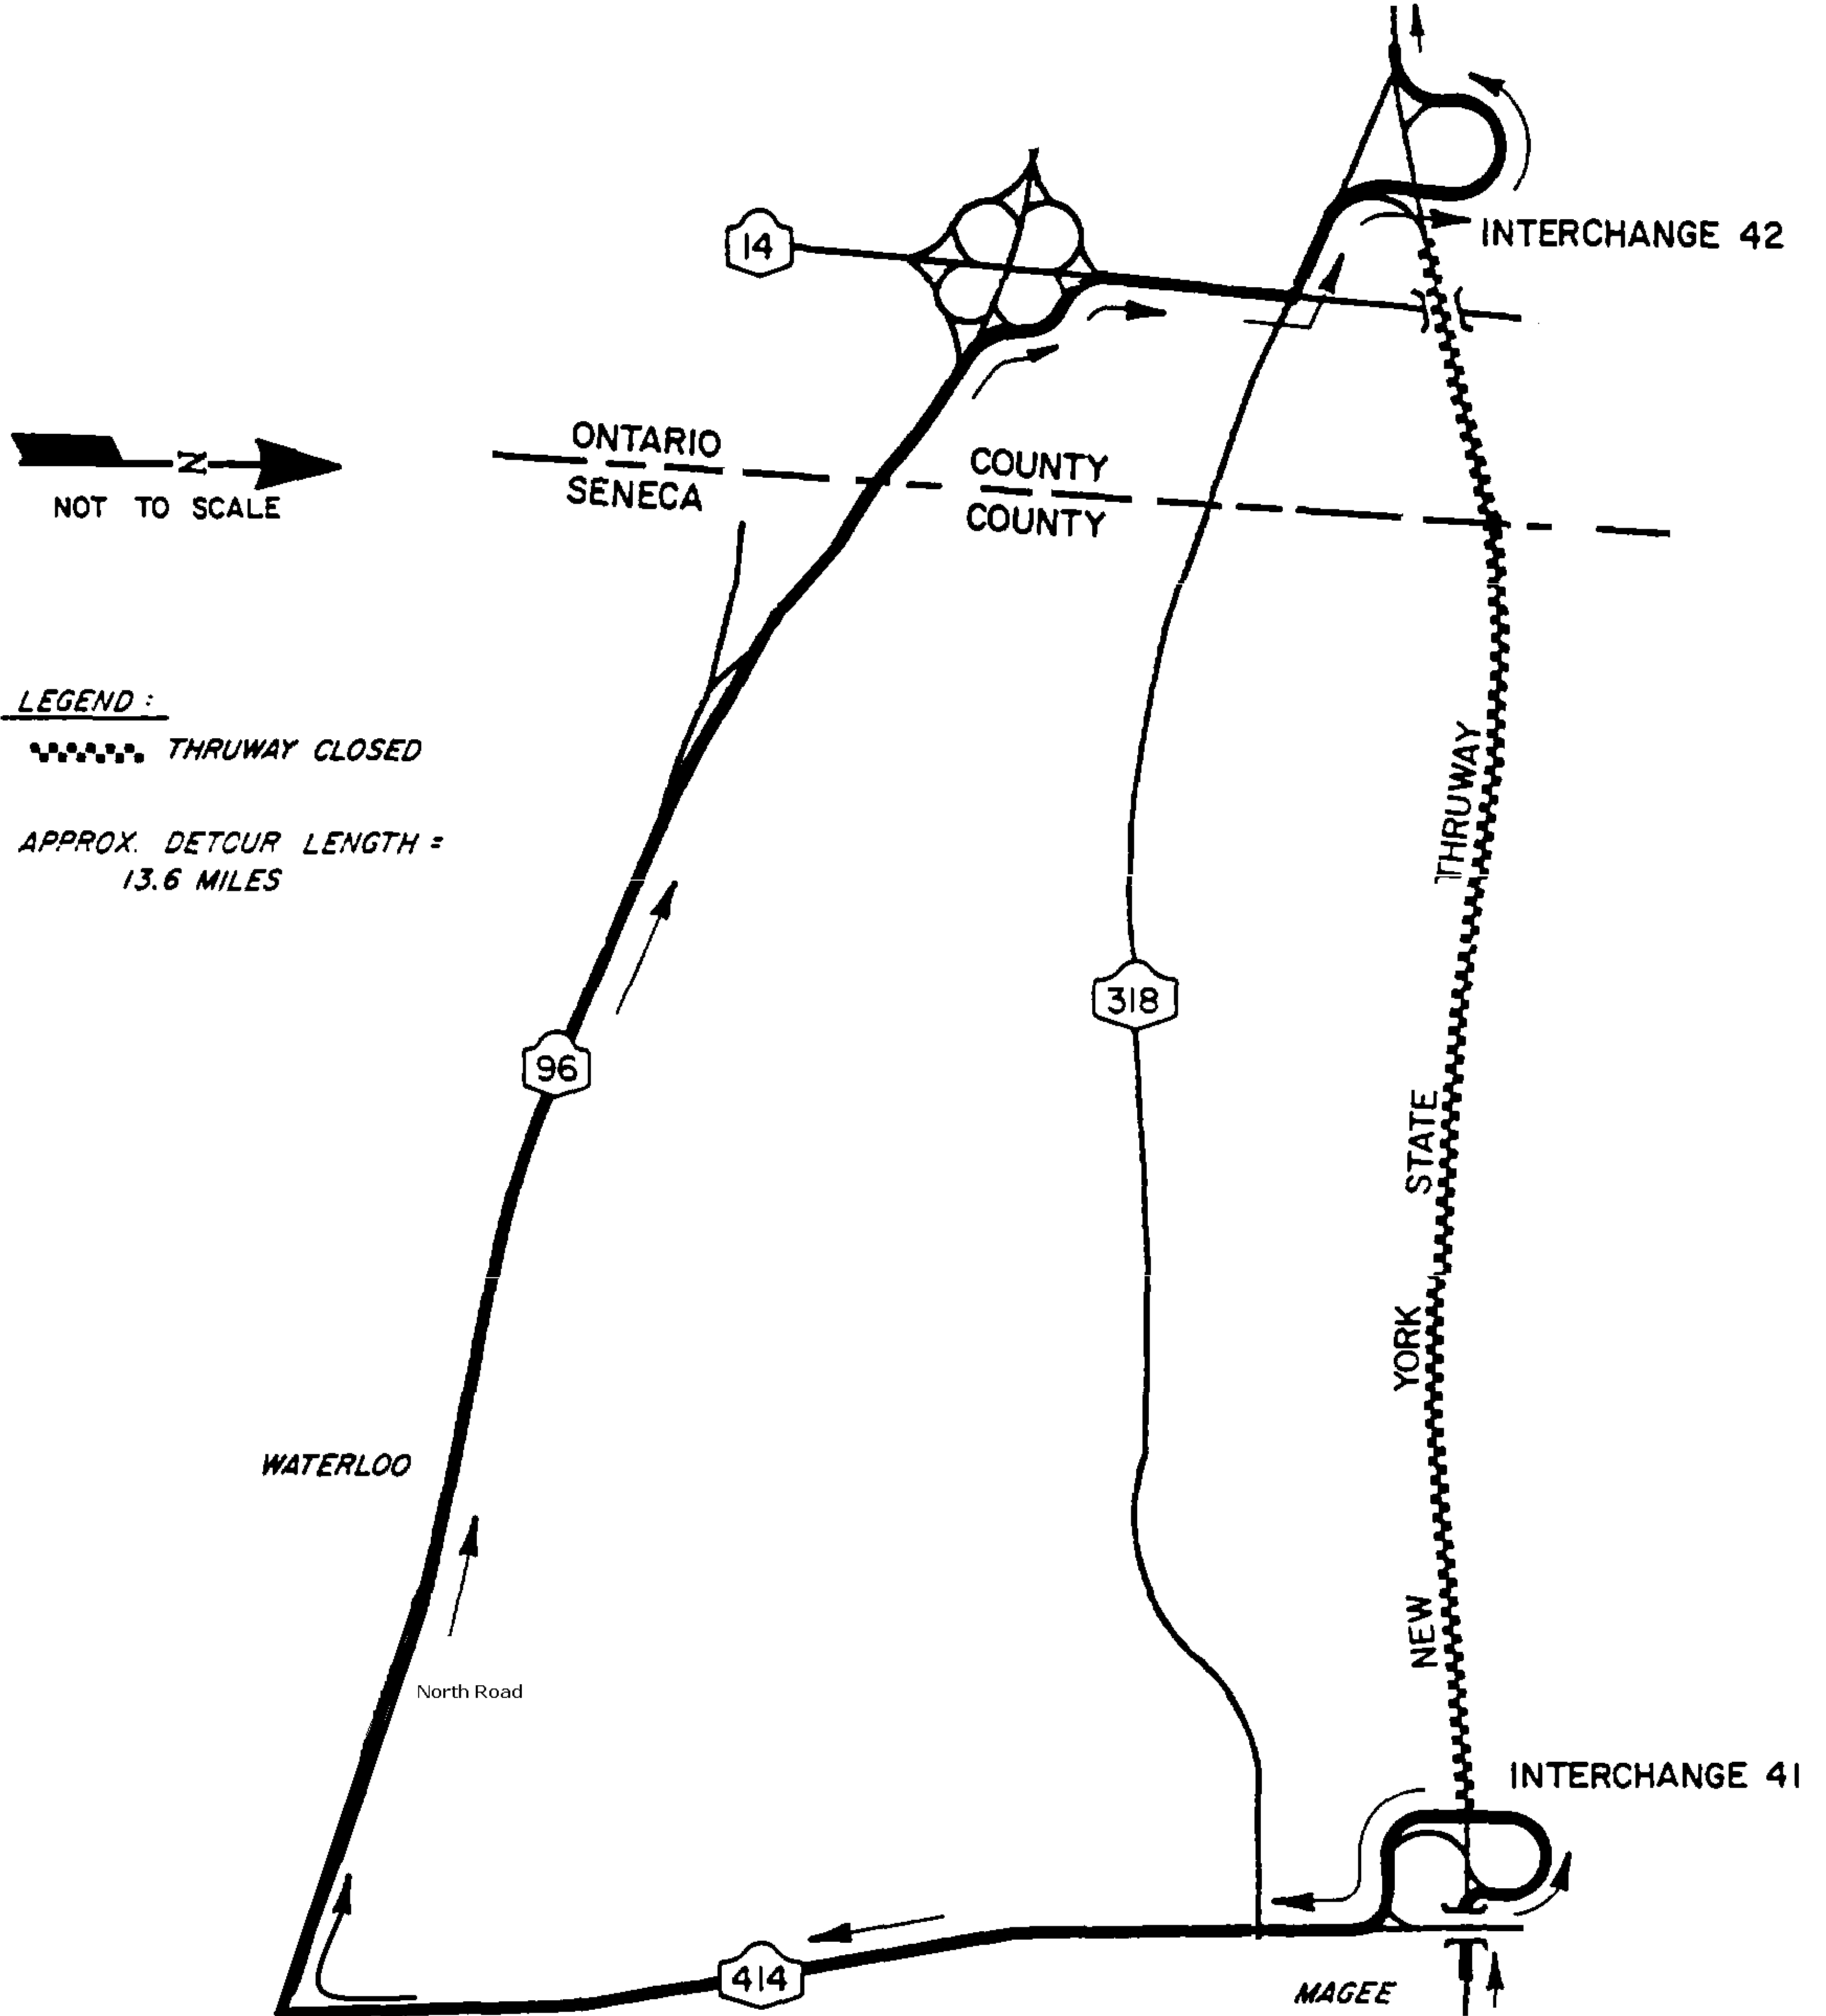 INTERCHANGE 42
14
ONTARIO
SENECA
COUNTY
COUNTY
N
NOT TO SCALE
LEGEND :
THRUWAY CLOSED
APPROX. DETCUR LENGTH =
13.6 MILES
96
318
NEW YORK STATE THRUWAY
WATERLOO
North Road
INTERCHANGE 41
414
MAGEE